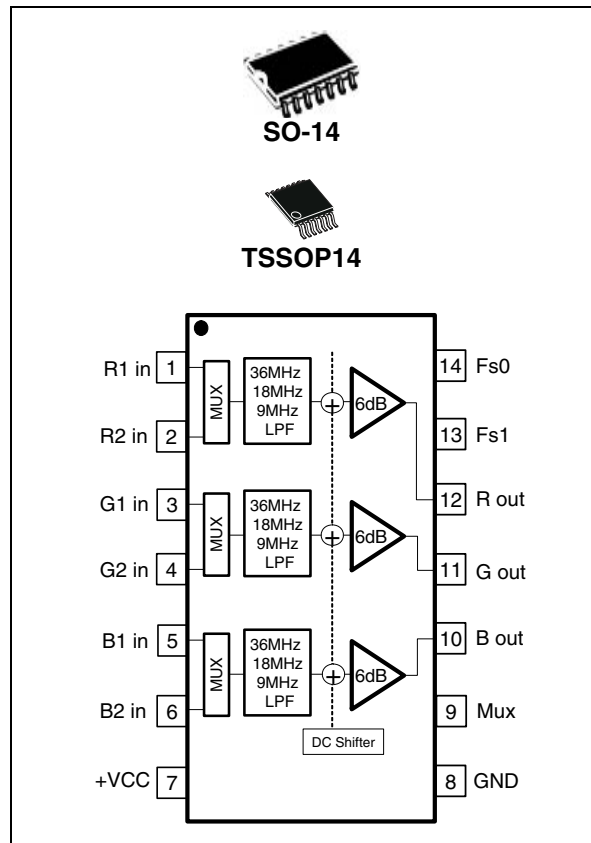 SO-14
TSSOP14
R1 in 1
MUX
36MHz
18MHz
9MHz
LPF
+
6dB
14 Fs0
R2 in 2
13 Fs1
12 R out
G1 in 3
MUX
36MHz
18MHz
9MHz
LPF
+
6dB
G2 in 4
11 G out
B1 in 5
MUX
36MHz
18MHz
9MHz
LPF
+
6dB
10 B out
B2 in 6
9 Mux
DC Shifter
+VCC 7
8 GND